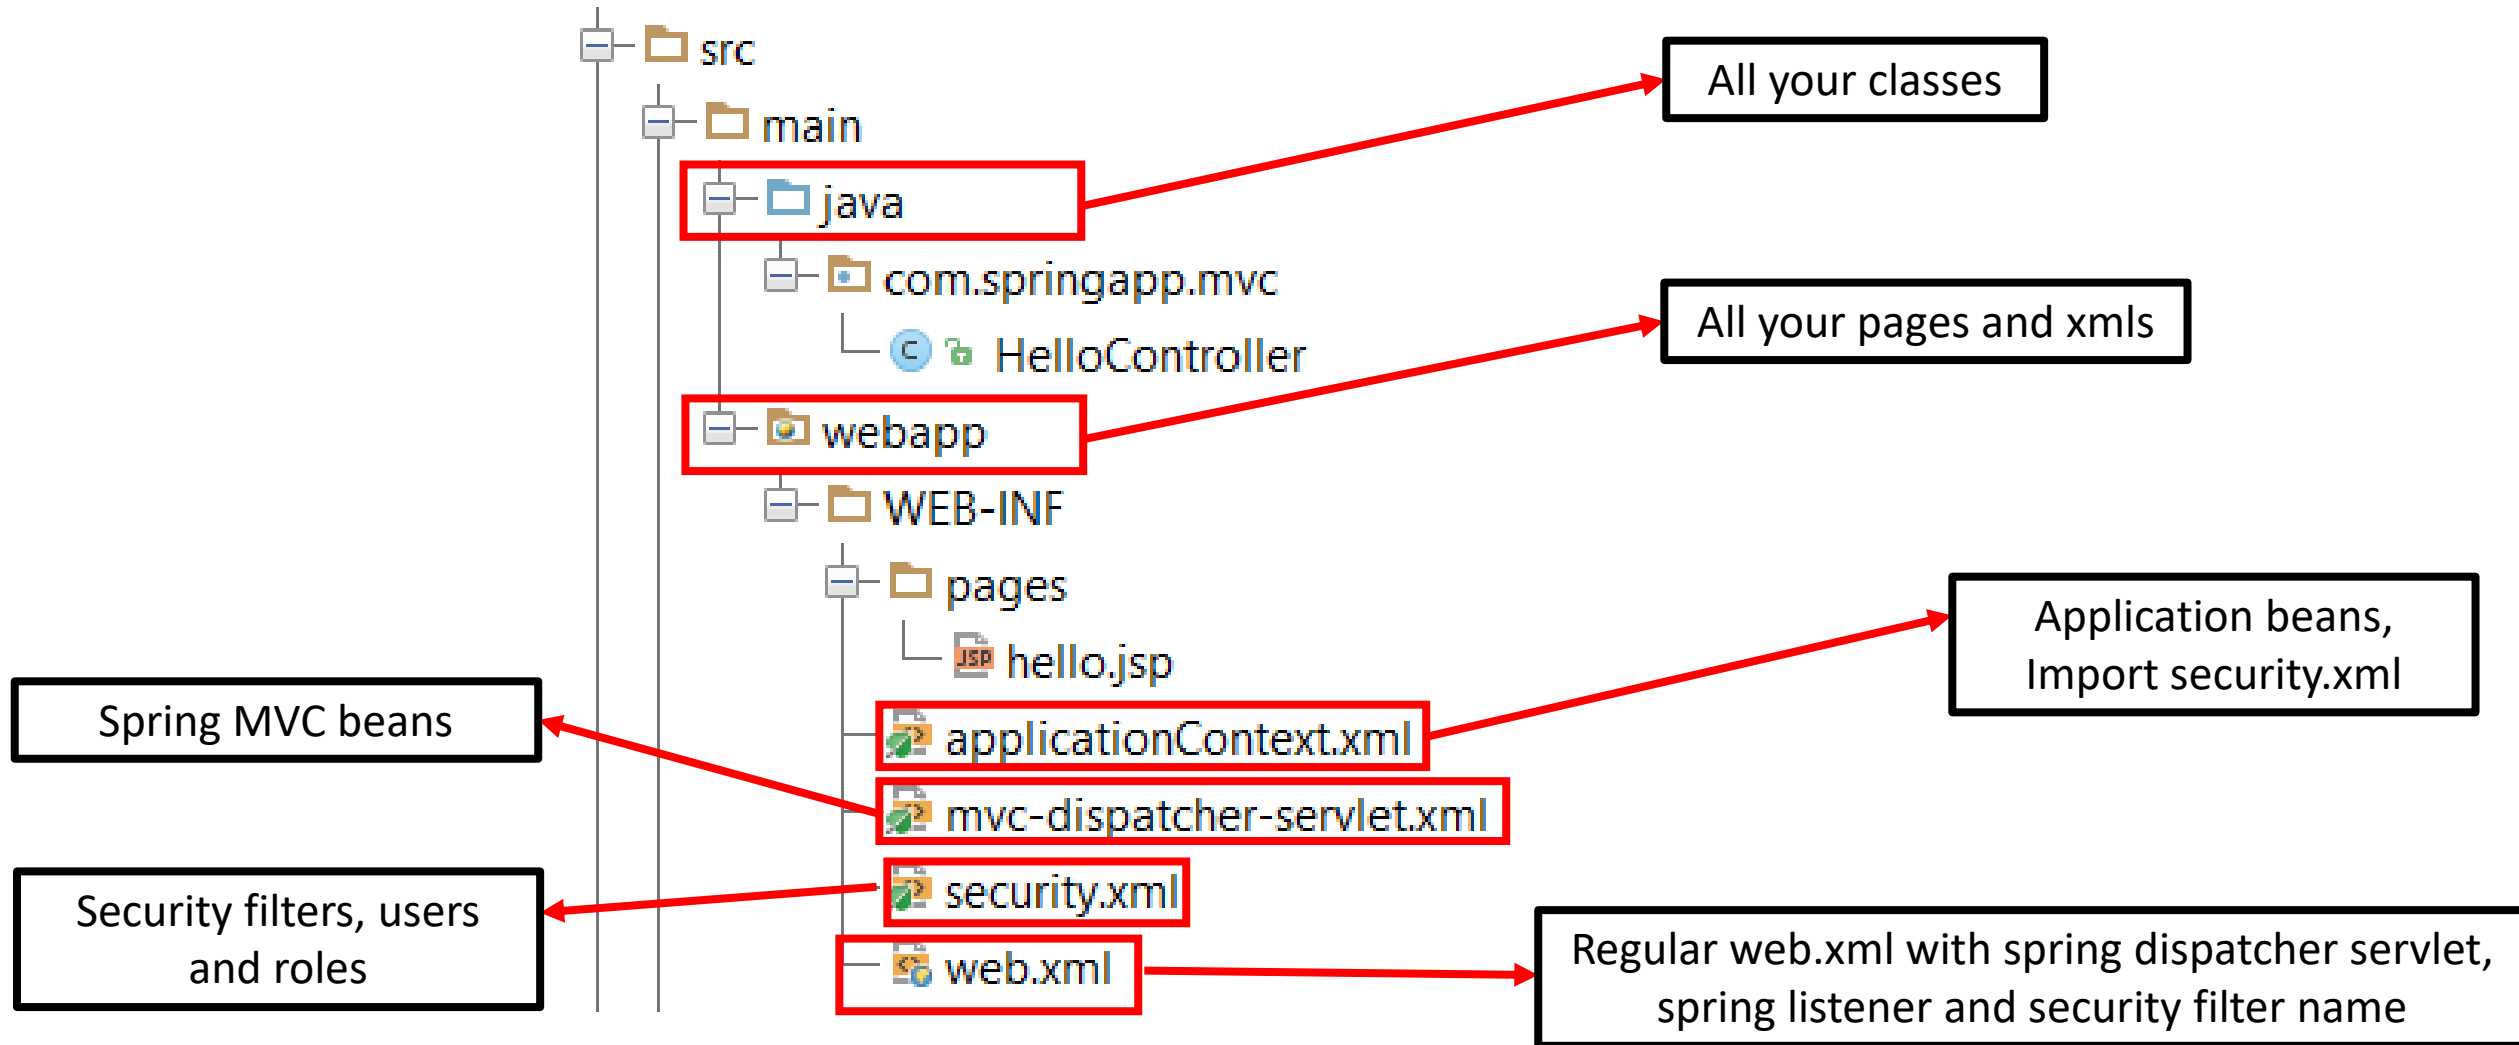 src
All your classes
main
java
com.springapp.mvc
All your pages and xmls
C HelloController
webapp
WEB-INF
pages
Application beans,
Import security.xml
JSP hello.jsp
Spring MVC beans
applicationContext.xml
mvc-dispatcher-servlet.xml
Security filters, users
and roles
security.xml
web.xml
Regular web.xml with spring dispatcher servlet,
spring listener and security filter name